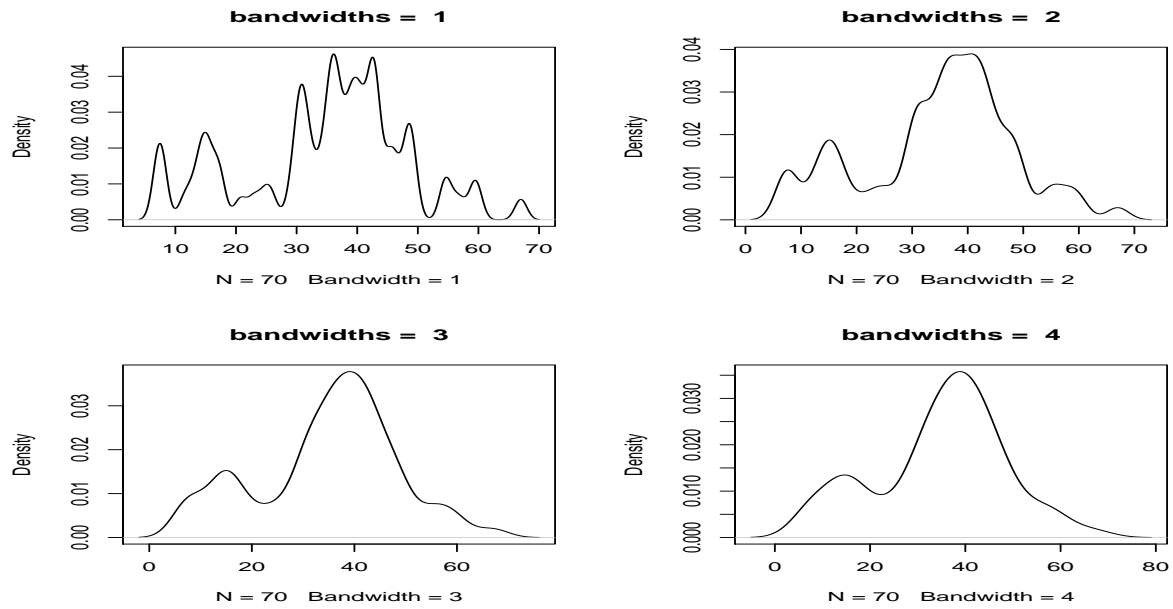 bandwidths = 1
Density
0.00 0.01 0.02 0.03 0.04
10 20 30 40 50 60 70
N = 70 Bandwidth = 1
bandwidths = 2
Density
0.00 0.01 0.02 0.03 0.04
0 10 20 30 40 50 60 70
N = 70 Bandwidth = 2
bandwidths = 3
Density
0.00 0.01 0.02 0.03
0 20 40 60
N = 70 Bandwidth = 3
bandwidths = 4
Density
0.000 0.010 0.020 0.030
0 20 40 60 80
N = 70 Bandwidth = 4